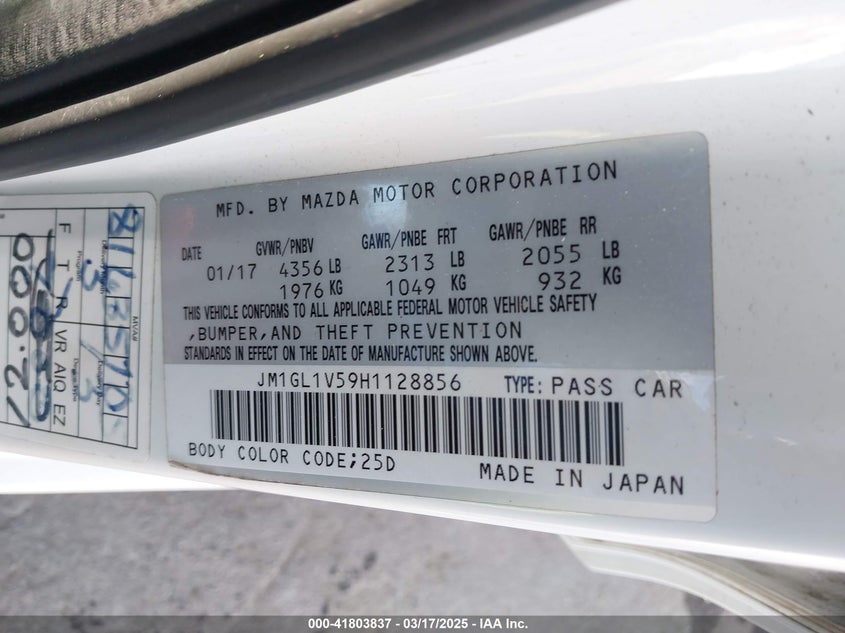 MFD. BY MAZDA MOTOR CORPORATION
DATE GVWR/PNBV GAWR/PNBE FRT GAWR/PNBE RR
01/17 4356 LB 2313 LB 2055 LB
1976 KG 1049 KG 932 KG
THIS VEHICLE CONFORMS TO ALL APPLICABLE FEDERAL MOTOR VEHICLE SAFETY
,BUMPER,AND THEFT PREVENTION
STANDARDS IN EFFECT ON THE DATE OF MANUFACTURE SHOWN ABOVE.
JM1GL1V59H1128856 TYPE: PASS CAR
BODY COLOR CODE;25D
MADE IN JAPAN
MVA#
F T R VR AIQ EZ
12.000
000-41803837 - 03/17/2025 - IAA Inc.